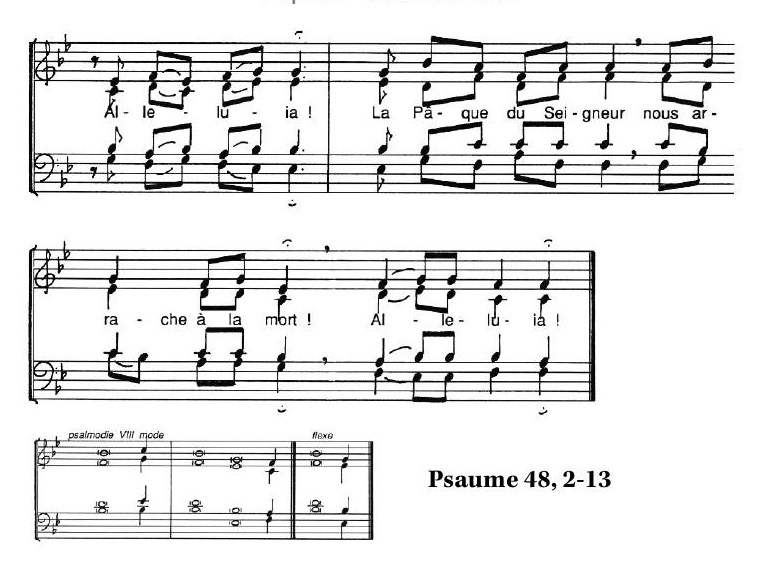 Al - le - lu - ia ! La Pâ - que du Sei - gneur nous ar -
ra - che à la mort ! Al - le - lu - ia !
psalmodie VIII mode
flexe
Psaume 48, 2-13